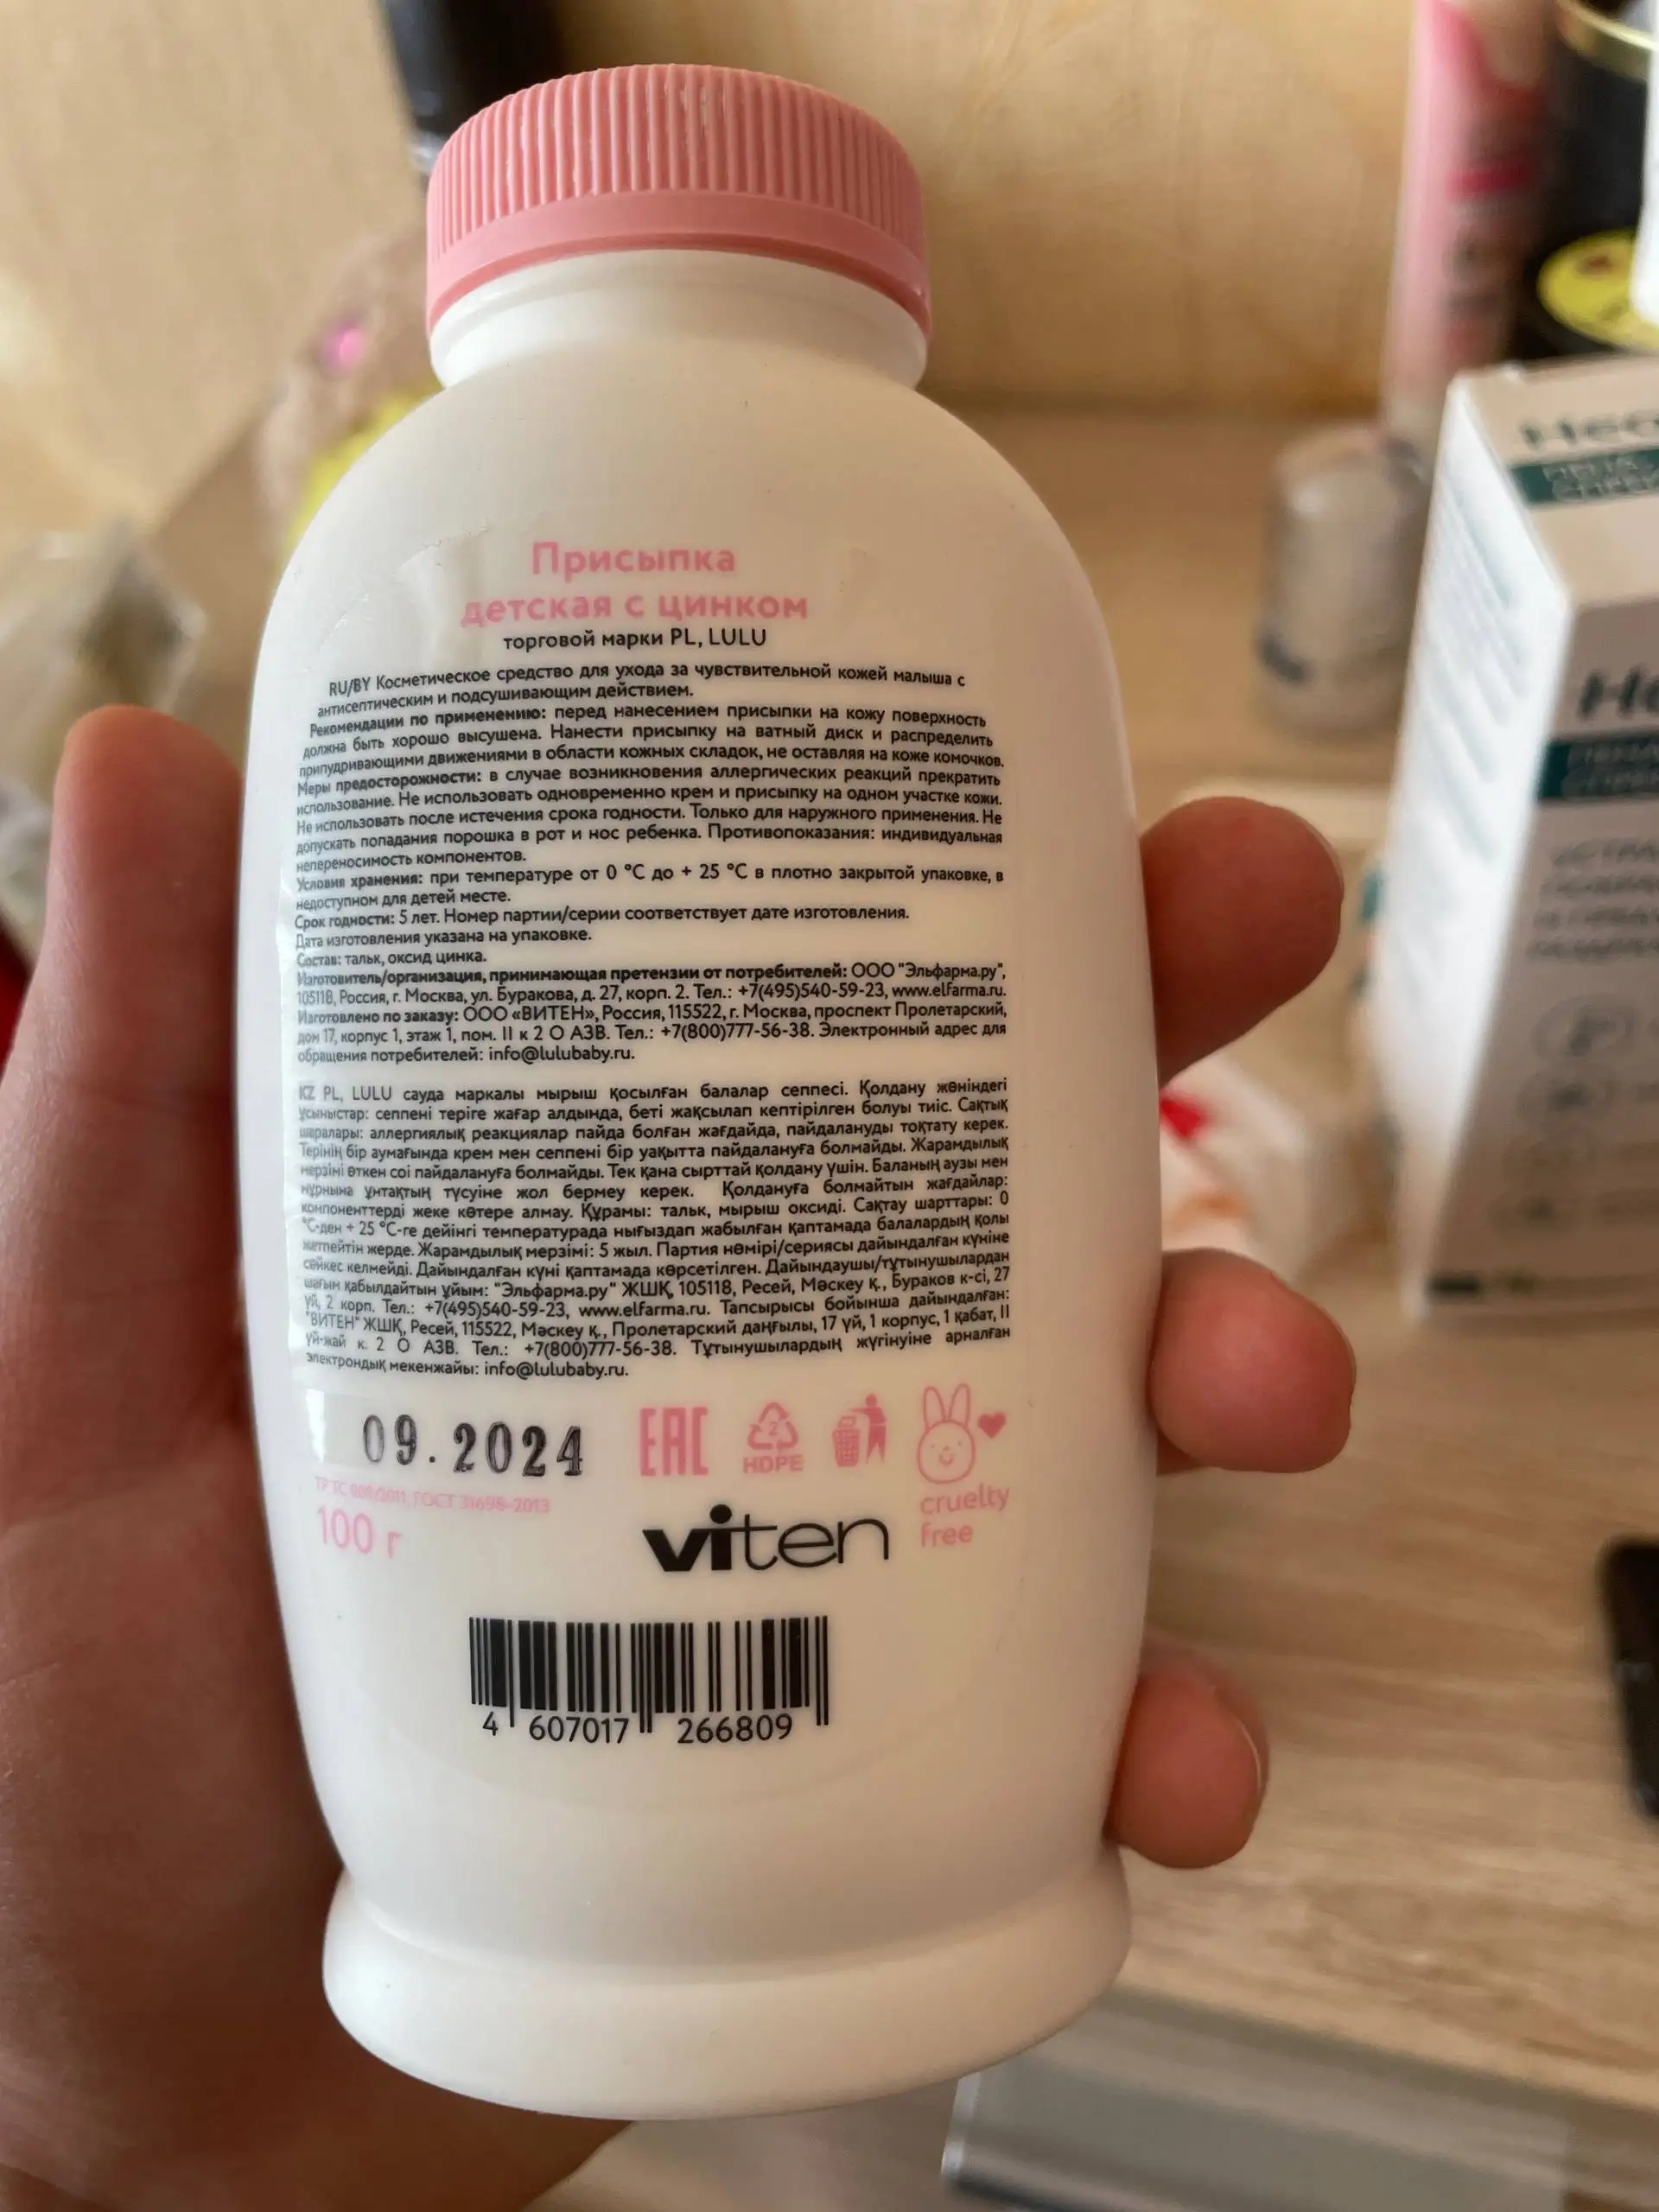 Присыпка
детская с цинком
торговой марки PL, LULU
RU/BY Косметическое средство для ухода за чувствительной кожей малыша с
антисептическим и подсушивающим действием.
Рекомендации по применению: перед нанесением присыпки на кожу поверхность
должна быть хорошо высушена. Нанести присыпку на ватный диск и распределить
припудривающими движениями в области кожных складок, не оставляя на коже комочков.
Меры предосторожности: в случае возникновения аллергических реакций прекратить
использование. Не использовать одновременно крем и присыпку на одном участке кожи.
Не использовать после истечения срока годности. Только для наружного применения. Не
допускать попадания порошка в рот и нос ребенка. Противопоказания: индивидуальная
непереносимость компонентов.
Условия хранения: при температуре от 0 °C до + 25 °C в плотно закрытой упаковке, в
недоступном для детей месте.
Срок годности: 5 лет. Номер партии/серии соответствует дате изготовления.
Дата изготовления указана на упаковке.
Состав: тальк, оксид цинка.
Изготовитель/организация, принимающая претензии от потребителей: ООО "Эльфарма.ру",
105118, Россия, г. Москва, ул. Буракова, д. 27, корп. 2. Тел.: +7(495)540-59-23, www.elfarma.ru.
Изготовлено по заказу: ООО «ВИТЕН», Россия, 115522, г. Москва, проспект Пролетарский,
дом 17, корпус 1, этаж 1, пом. II к 2 О А3В. Тел.: +7(800)777-56-38. Электронный адрес для
обращения потребителей: info@lulubaby.ru.
KZ PL, LULU сауда маркалы мырыш қосылған балалар сеппесі. Қолдану жөніндегі
ұсыныстар: сеппені теріге жағар алдында, беті жақсылап кептірілген болуы тиіс. Сақтық
шаралары: аллергиялық реакциялар пайда болған жағдайда, пайдалануды тоқтату керек.
Терінің бір аумағында крем мен сеппені бір уақытта пайдалануға болмайды. Жарамдылық
мерзімі өткен соі пайдалануға болмайды. Тек қана сырттай қолдану үшін. Баланың аузы мен
мұрнына ұнтақтың түсуіне жол бермеу керек. Қолдануға болмайтын жағдайлар:
компоненттерді жеке көтере алмау. Құрамы: тальк, мырыш оксиді. Сақтау шарттары: 0
°С-ден + 25 °С-ге дейінгі температурада нығыздап жабылған қаптамада балалардың қолы
жетпейтін жерде. Жарамдылық мерзімі: 5 жыл. Партия нөмірі/сериясы дайындалған күніне
сәйкес келмейді. Дайындалған күні қаптамада көрсетілген. Дайындаушы/тұтынушылардан
шағым қабылдайтын ұйым: "Эльфарма.ру" ЖШҚ, 105118, Ресей, Мәскеу қ., Бураков к-сі, 27
үй, 2 корп. Тел.: +7(495)540-59-23, www.elfarma.ru. Тапсырысы бойынша дайындалған:
"ВИТЕН" ЖШҚ, Ресей, 115522, Мәскеу қ., Пролетарский даңғылы, 17 үй, 1 корпус, 1 қабат, II
үй-жай к. 2 О А3В. Тел.: +7(800)777-56-38. Тұтынушылардың жүгінуіне арналған
электрондық мекенжайы: info@lulubaby.ru.
09.2024
EAC
2
HDPE
cruelty
free
ТР ТС 009/2011, ГОСТ 31698-2013
100 г
viten
4 607017 266809